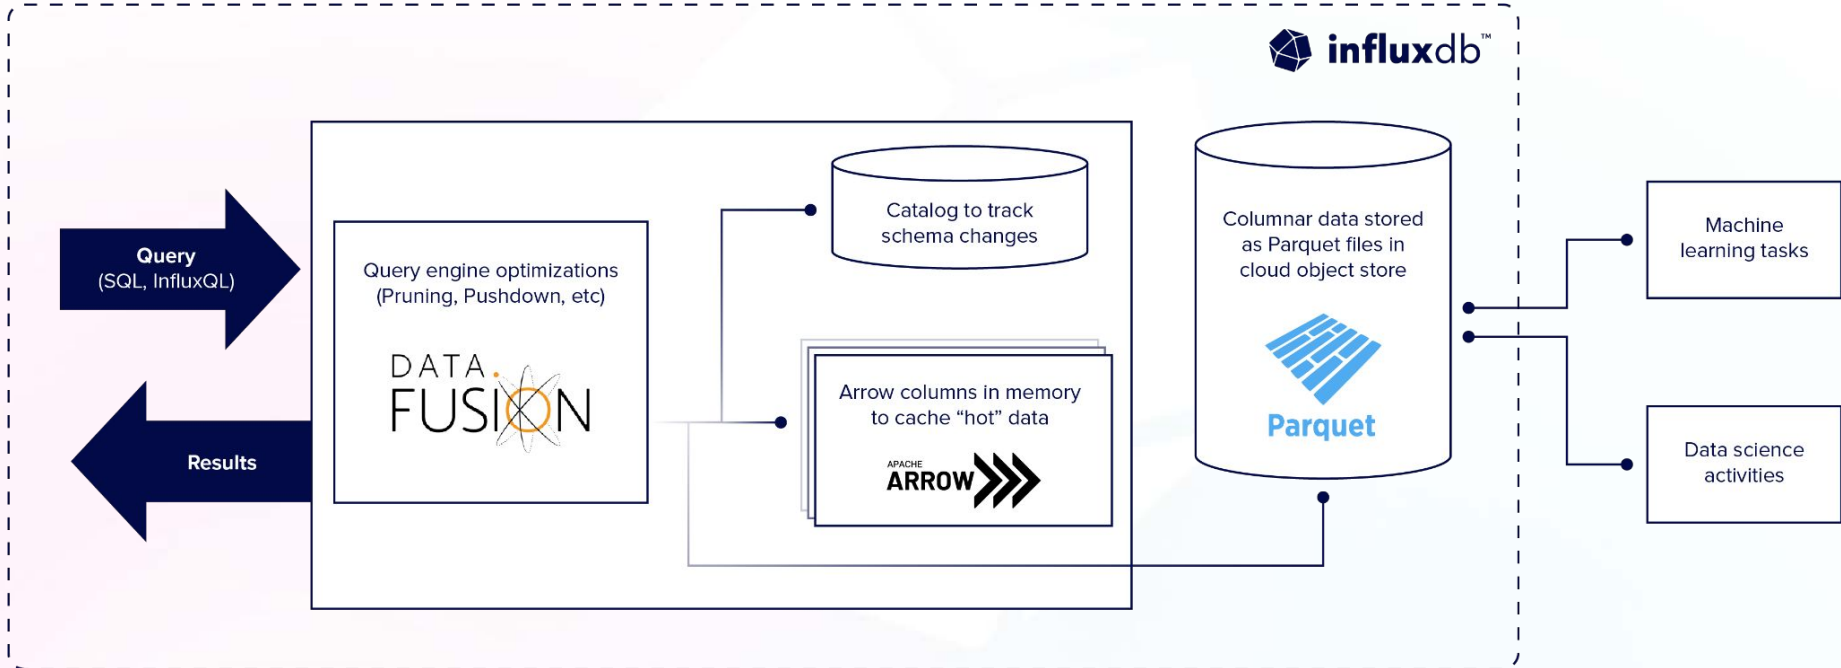 influxdb™
Query
(SQL, InfluxQL)
Results
Query engine optimizations
(Pruning, Pushdown, etc)
DATA
FUSION
Catalog to track
schema changes
Arrow columns in memory
to cache “hot” data
APACHE
ARROW
Columnar data stored
as Parquet files in
cloud object store
Parquet
Machine
learning tasks
Data science
activities